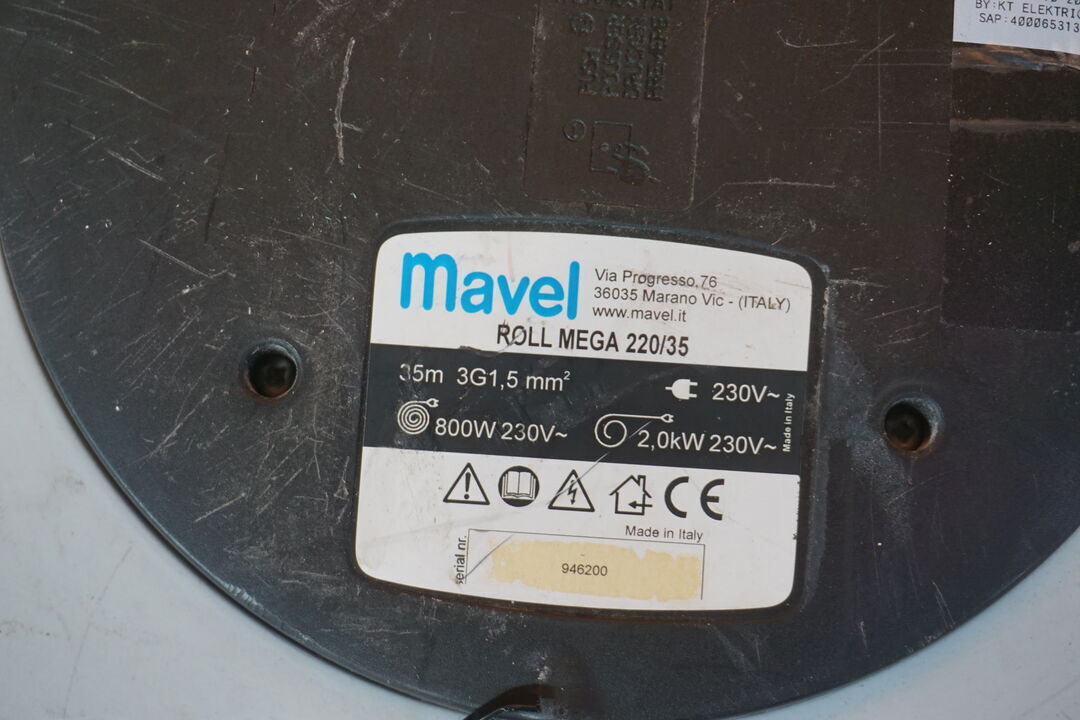 BY:KT ELEKTRI
SAP:400065313
mavel
Via Progresso,76
36035 Marano Vic - (ITALY)
www.mavel.it
ROLL MEGA 220/35
35m 3G1,5 mm²
230V~
800W 230V~
2,0kW 230V~
Made in Italy
CE
Made in Italy
serial nr.
946200